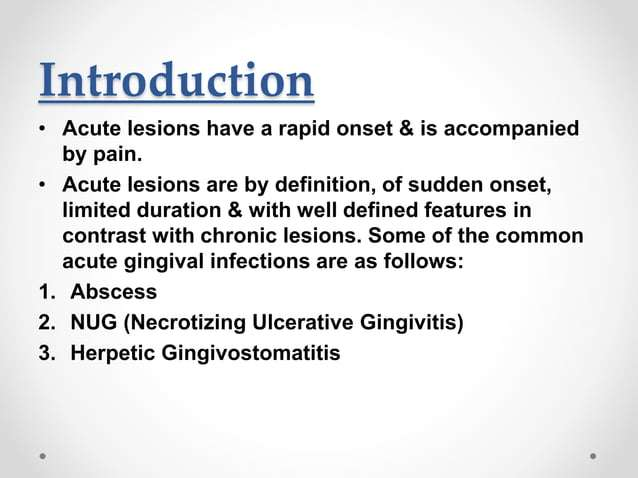 Introduction
• Acute lesions have a rapid onset & is accompanied
by pain.
• Acute lesions are by definition, of sudden onset,
limited duration & with well defined features in
contrast with chronic lesions. Some of the common
acute gingival infections are as follows:
1. Abscess
2. NUG (Necrotizing Ulcerative Gingivitis)
3. Herpetic Gingivostomatitis